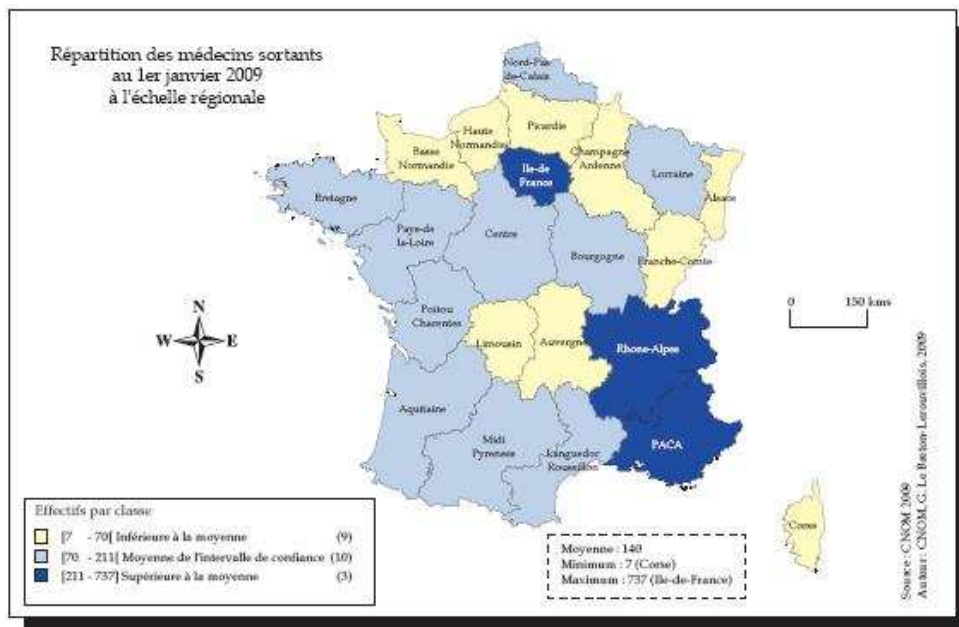 Répartition des médecins sortants
au 1er janvier 2009
à l'échelle régionale
Nord-Pas
de-Calais
Picardie
Haute
Normandie
Basse
Normandie
Champagne
Ardenne
Ile-de
France
Lorraine
Alsace
Bretagne
Pays-de
la-Loire
Centre
Bourgogne
Franche-Comte
Poitou
Charentes
Limousin
Auvergne
Rhone-Alpes
Aquitaine
Midi
Pyrenees
Languedoc
Roussillon
PACA
Corse
N
W
E
S
0 150 kms
Effectifs par classe
[7 - 70[ Inférieure à la moyenne (9)
[70 - 211[ Moyenne de l'intervalle de confiance (10)
[211 - 737] Supérieure à la moyenne (3)
Moyenne : 140
Minimum : 7 (Corse)
Maximum : 737 (Ile-de-France)
Source : CNOM 2009
Auteur : CNOM, G. Le Breton-Lerouvillois, 2009